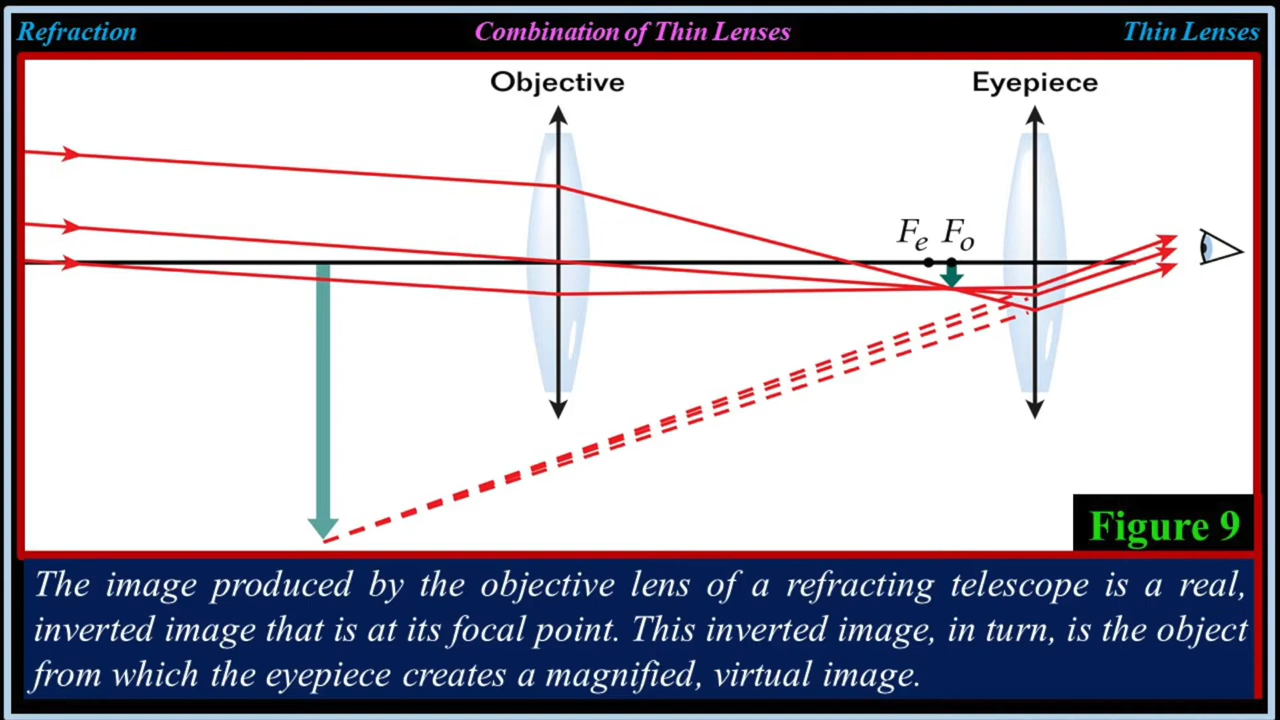 Refraction
Combination of Thin Lenses
Thin Lenses
Objective
Eyepiece
Fe Fo
Figure 9
The image produced by the objective lens of a refracting telescope is a real,
inverted image that is at its focal point. This inverted image, in turn, is the object
from which the eyepiece creates a magnified, virtual image.